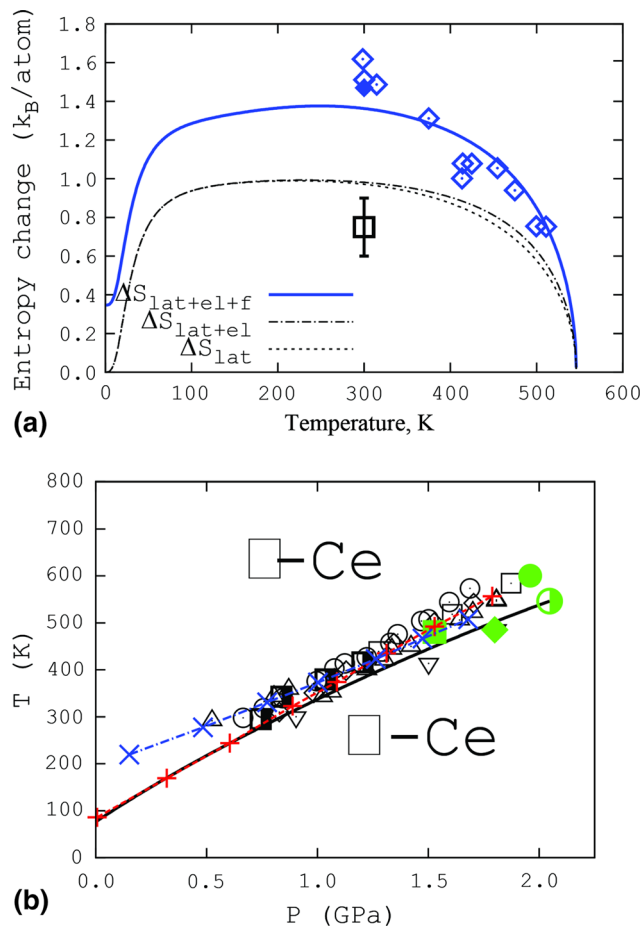 1.8
1.6
1.4
1.2
1.0
0.8
0.6
0.4
0.2
0.0
Entropy change (kB/atom)
ΔSlat+el+f
ΔSlat+el
ΔSlat
0 100 200 300 400 500 600
Temperature, K
(a)
800
700
600
500
400
300
200
100
0
T (K)
□–Ce
□–Ce
0.0 0.5 1.0 1.5 2.0
P (GPa)
(b)